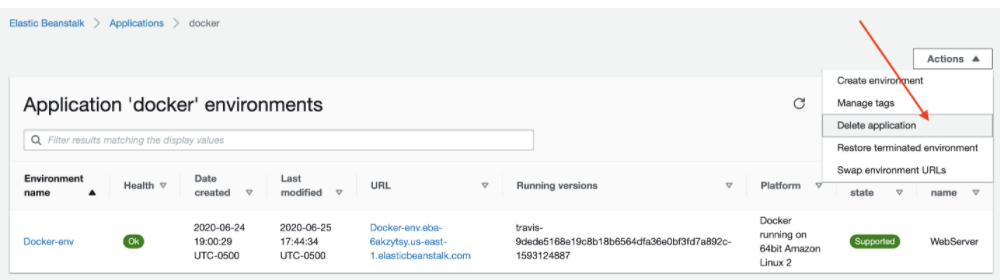 Elastic Beanstalk > Applications > docker
Actions
Create environment
Manage tags
Delete application
Restore terminated environment
Swap environment URLs
Application 'docker' environments
Filter results matching the display values
Environment name
Health
Date created
Last modified
URL
Running versions
Platform
state
name
Docker-env
Ok
2020-06-24
19:00:29
UTC-0500
2020-06-25
17:44:34
UTC-0500
Docker-env.eba-
6akzytsy.us-east-
1.elasticbeanstalk.com
travis-
9dede5168e19c8b18b6564dfa36e0bf3fd7a892c-
1593124887
Docker
running on
64bit Amazon
Linux 2
Supported
WebServer